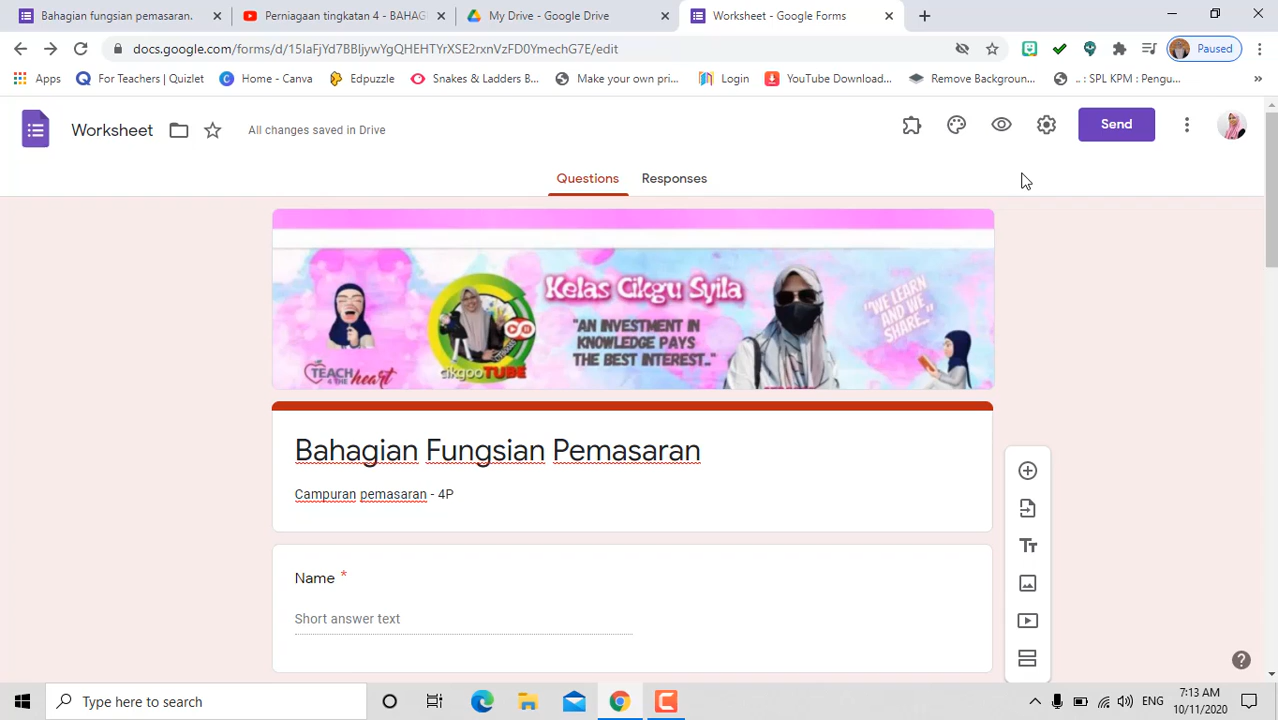 Bahagian fungsian pemasaran.
Perniagaan tingkatan 4 - BAHAG
My Drive - Google Drive
Worksheet - Google Forms
docs.google.com/forms/d/15IaFjYd7BBljywYgQHEHTYrXSE2rxnVzFD0YmechG7E/edit
Paused
Apps
For Teachers | Quizlet
Home - Canva
Edpuzzle
Snakes & Ladders B...
Make your own pri...
Login
YouTube Download...
Remove Backgroun...
.. : SPL KPM : Pengu...
»
Worksheet
All changes saved in Drive
Send
Questions
Responses
Kelas Cikgu Syila
"AN INVESTMENT IN
KNOWLEDGE PAYS
THE BEST INTEREST.."
"WE LEARN
AND WE
SHARE..."
TEACH
the heart
cikgooTUBE
Bahagian Fungsian Pemasaran
Campuran pemasaran - 4P
Name *
Short answer text
Type here to search
ENG
7:13 AM
10/11/2020